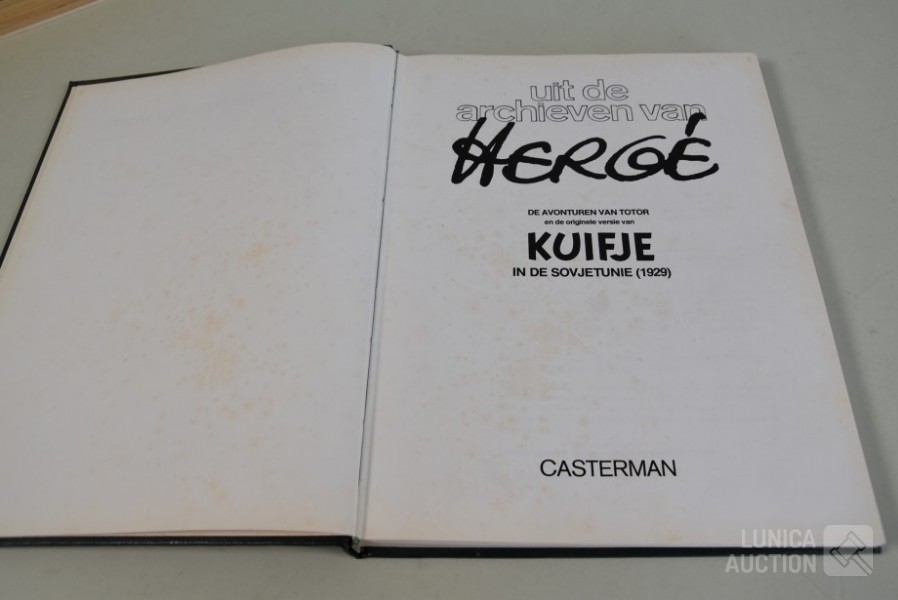 uit de
archieven van
HERGÉ
DE AVONTUREN VAN TOTOR
en de originele versie van
KUIFJE
IN DE SOVJETUNIE (1929)
CASTERMAN
LUNICA
AUCTION